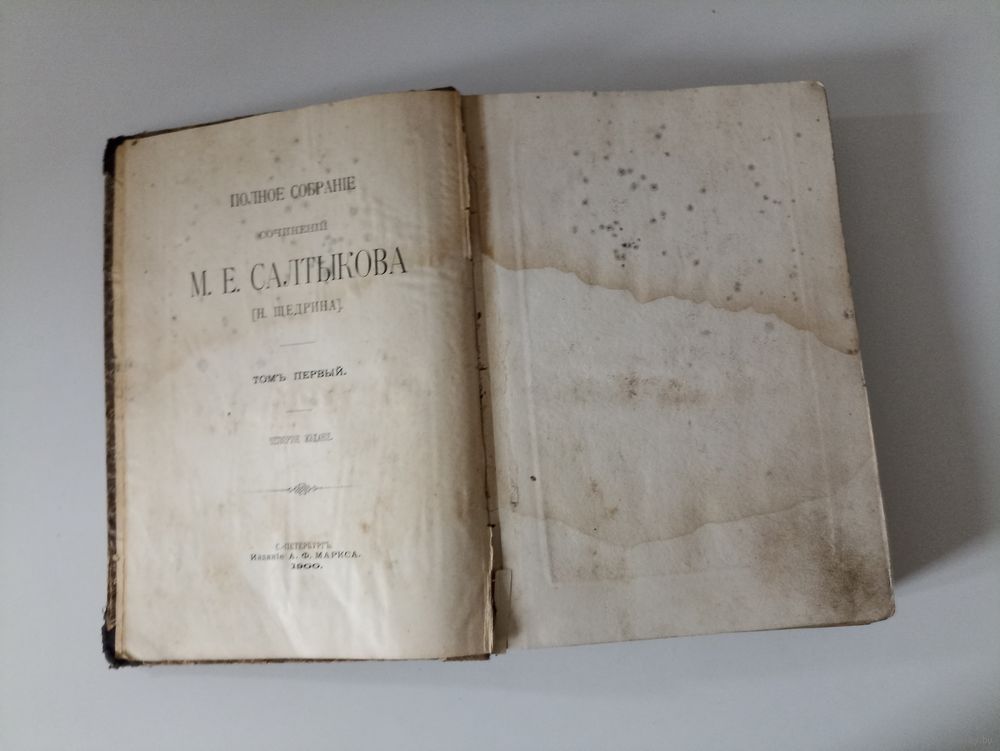 ПОЛНОЕ СОБРАНІЕ
СОЧИНЕНІЙ
М. Е. САЛТЫКОВА
[Н. ЩЕДРИНА].
ТОМЪ ПЕРВЫЙ.
С.-ПЕТЕРБУРГЪ.
Изданіе А. Ф. МАРКСА.
1900.